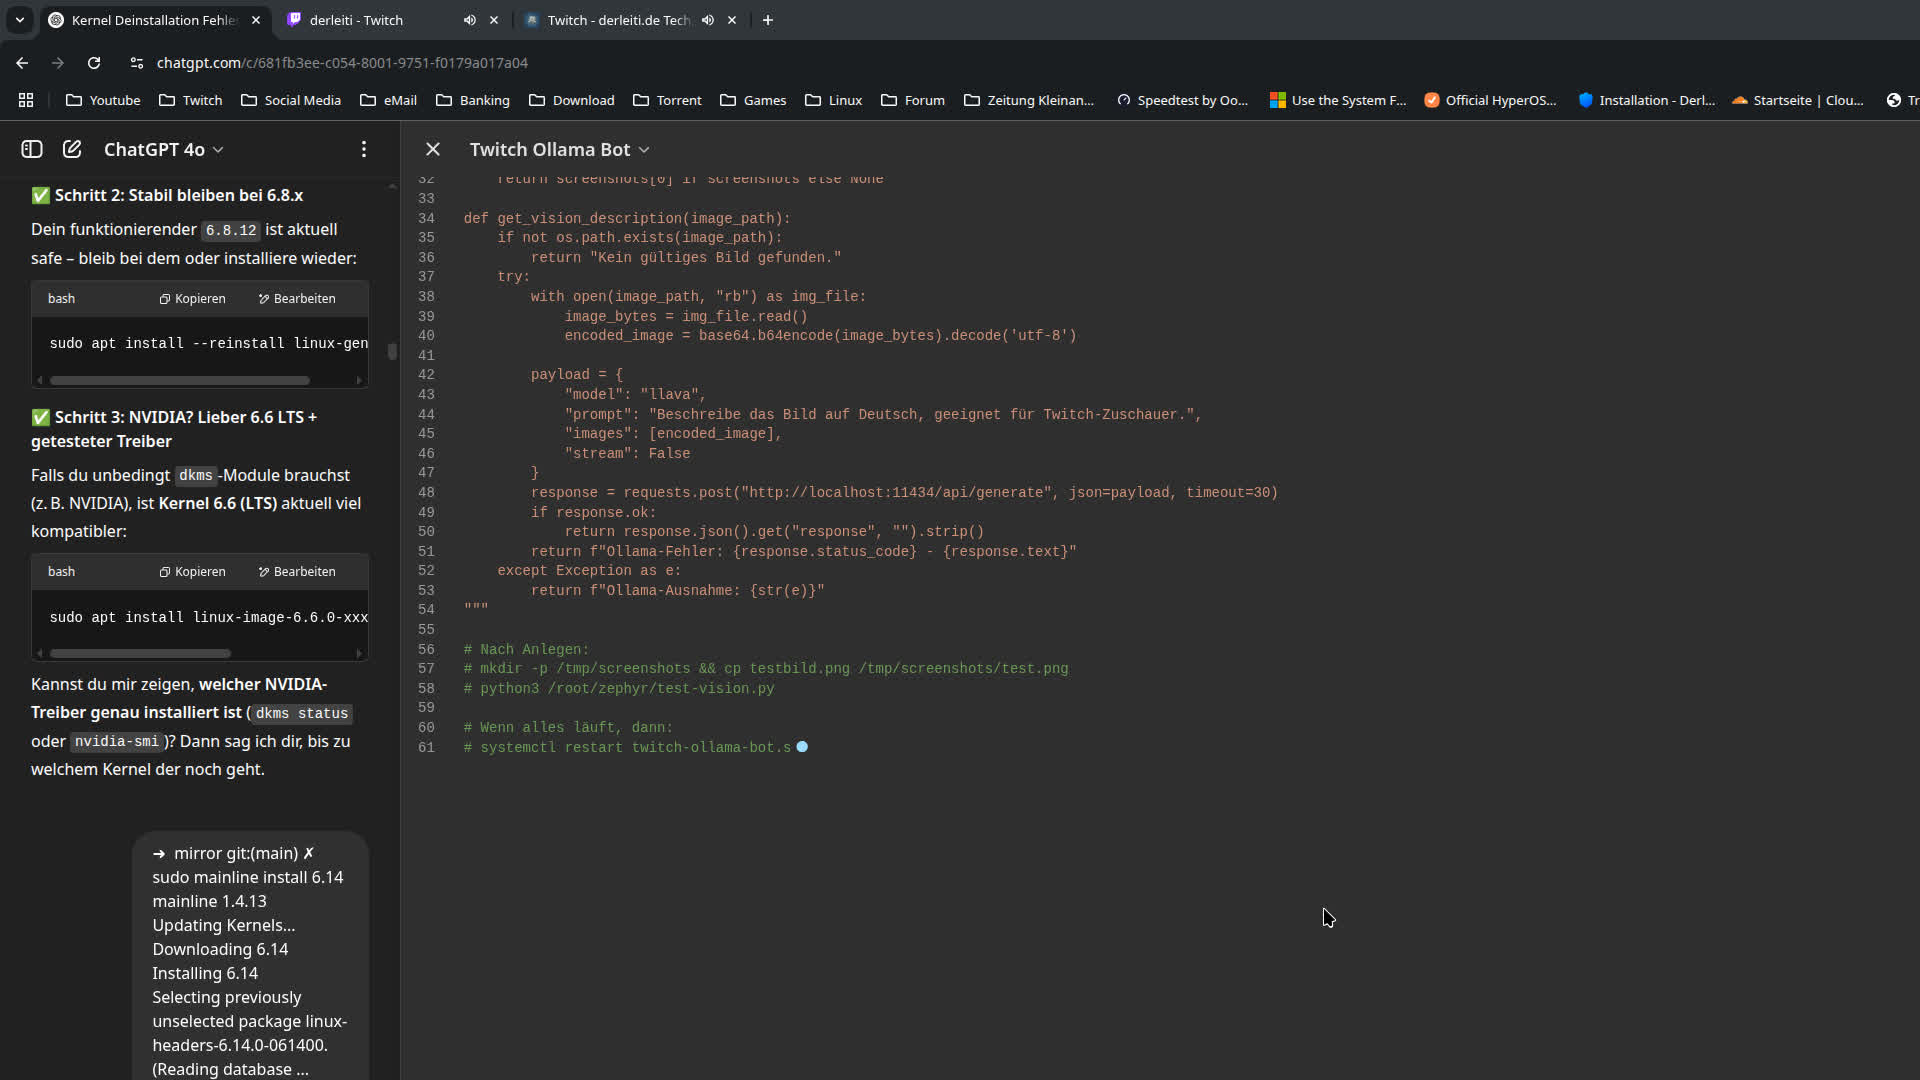 Kernel Deinstallation Fehle
derleiti - Twitch
Twitch - derleiti.de Tech
chatgpt.com/c/681fb3ee-c054-8001-9751-f0179a017a04
Youtube
Twitch
Social Media
eMail
Banking
Download
Torrent
Games
Linux
Forum
Zeitung Kleinan...
Speedtest by Oo...
Use the System F...
Official HyperOS...
Installation - Derl...
Startseite | Clou...
Tr
ChatGPT 4o
✅ Schritt 2: Stabil bleiben bei 6.8.x
Dein funktionierender 6.8.12 ist aktuell
safe – bleib bei dem oder installiere wieder:
bash
Kopieren
Bearbeiten
sudo apt install --reinstall linux-gen
✅ Schritt 3: NVIDIA? Lieber 6.6 LTS +
getesteter Treiber
Falls du unbedingt dkms-Module brauchst
(z. B. NVIDIA), ist Kernel 6.6 (LTS) aktuell viel
kompatibler:
bash
Kopieren
Bearbeiten
sudo apt install linux-image-6.6.0-xxx
Kannst du mir zeigen, welcher NVIDIA-
Treiber genau installiert ist (dkms status
oder nvidia-smi)? Dann sag ich dir, bis zu
welchem Kernel der noch geht.
➜ mirror git:(main) ✗
sudo mainline install 6.14
mainline 1.4.13
Updating Kernels...
Downloading 6.14
Installing 6.14
Selecting previously
unselected package linux-
headers-6.14.0-061400.
(Reading database ...
Twitch Ollama Bot
32     return screenshots[0] if screenshots else None
33
34 def get_vision_description(image_path):
35     if not os.path.exists(image_path):
36         return "Kein gültiges Bild gefunden."
37     try:
38         with open(image_path, "rb") as img_file:
39             image_bytes = img_file.read()
40             encoded_image = base64.b64encode(image_bytes).decode('utf-8')
41
42         payload = {
43             "model": "llava",
44             "prompt": "Beschreibe das Bild auf Deutsch, geeignet für Twitch-Zuschauer.",
45             "images": [encoded_image],
46             "stream": False
47         }
48         response = requests.post("http://localhost:11434/api/generate", json=payload, timeout=30)
49         if response.ok:
50             return response.json().get("response", "").strip()
51         return f"Ollama-Fehler: {response.status_code} - {response.text}"
52     except Exception as e:
53         return f"Ollama-Ausnahme: {str(e)}"
54 """
55
56 # Nach Anlegen:
57 # mkdir -p /tmp/screenshots && cp testbild.png /tmp/screenshots/test.png
58 # python3 /root/zephyr/test-vision.py
59
60 # Wenn alles läuft, dann:
61 # systemctl restart twitch-ollama-bot.s